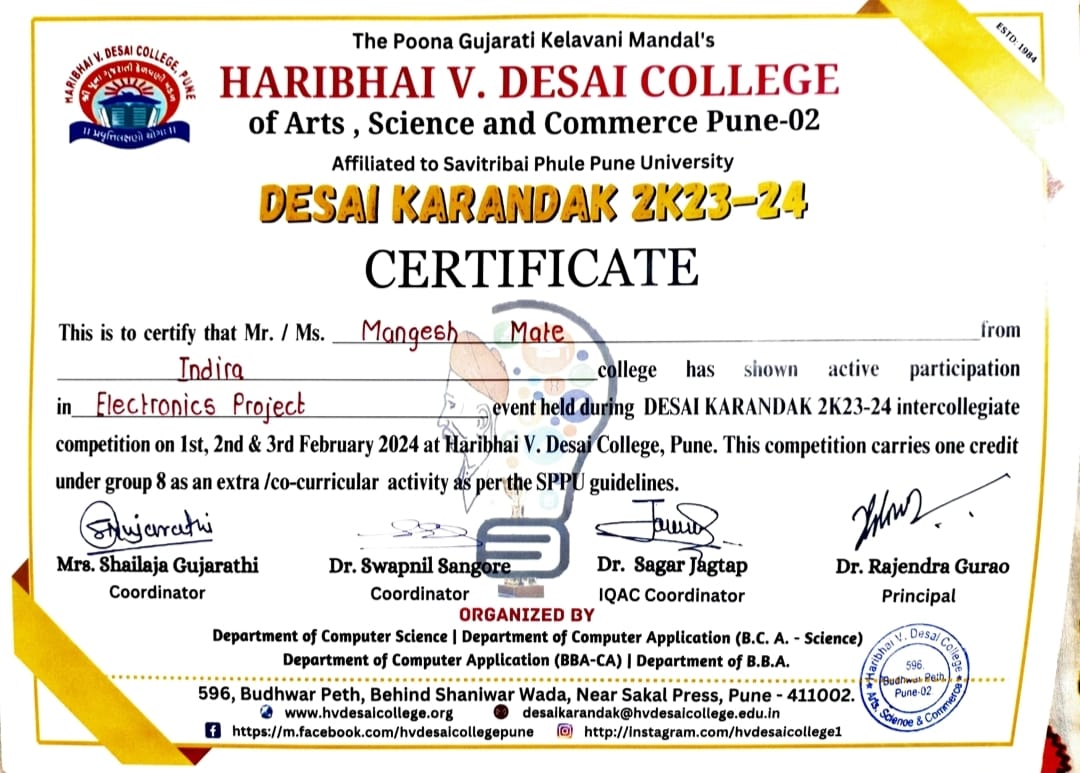 ESTD: 1984
The Poona Gujarati Kelavani Mandal's
HARIBHAI V. DESAI COLLEGE, PUNE
HARIBHAI V. DESAI COLLEGE
of Arts , Science and Commerce Pune-02
Affiliated to Savitribai Phule Pune University
DESAI KARANDAK 2K23-24
CERTIFICATE
This is to certify that Mr. / Ms. Mangesh Mate from
Indira college has shown active participation
in Electronics Project event held during DESAI KARANDAK 2K23-24 intercollegiate
competition on 1st, 2nd & 3rd February 2024 at Haribhai V. Desai College, Pune. This competition carries one credit
under group 8 as an extra /co-curricular activity as per the SPPU guidelines.
Mrs. Shailaja Gujarathi Dr. Swapnil Sangore Dr. Sagar Jagtap Dr. Rajendra Gurao
Coordinator Coordinator IQAC Coordinator Principal
ORGANIZED BY
Department of Computer Science | Department of Computer Application (B.C. A. - Science)
Department of Computer Application (BBA-CA) | Department of B.B.A.
Haribhai V. Desai College
596,
Budhwar Peth,
Pune-02
Arts, Science & Commerce
596, Budhwar Peth, Behind Shaniwar Wada, Near Sakal Press, Pune - 411002.
www.hvdesaicollege.org desaikarandak@hvdesaicollege.edu.in
https://m.facebook.com/hvdesaicollegepune http://instagram.com/hvdesaicollege1